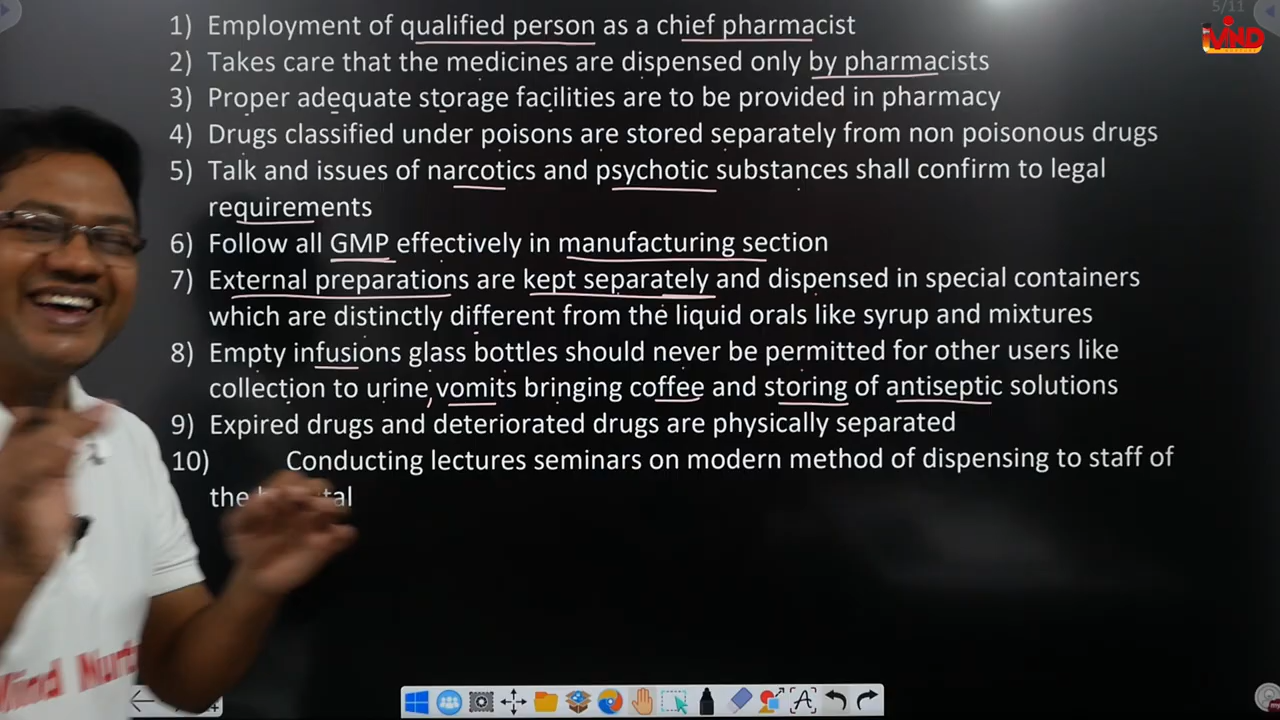 5/11
iMIND
1) Employment of qualified person as a chief pharmacist
2) Takes care that the medicines are dispensed only by pharmacists
3) Proper adequate storage facilities are to be provided in pharmacy
4) Drugs classified under poisons are stored separately from non poisonous drugs
5) Talk and issues of narcotics and psychotic substances shall confirm to legal
requirements
6) Follow all GMP effectively in manufacturing section
7) External preparations are kept separately and dispensed in special containers
which are distinctly different from the liquid orals like syrup and mixtures
8) Empty infusions glass bottles should never be permitted for other users like
collection to urine, vomits bringing coffee and storing of antiseptic solutions
9) Expired drugs and deteriorated drugs are physically separated
10) Conducting lectures seminars on modern method of dispensing to staff of
the
Mind